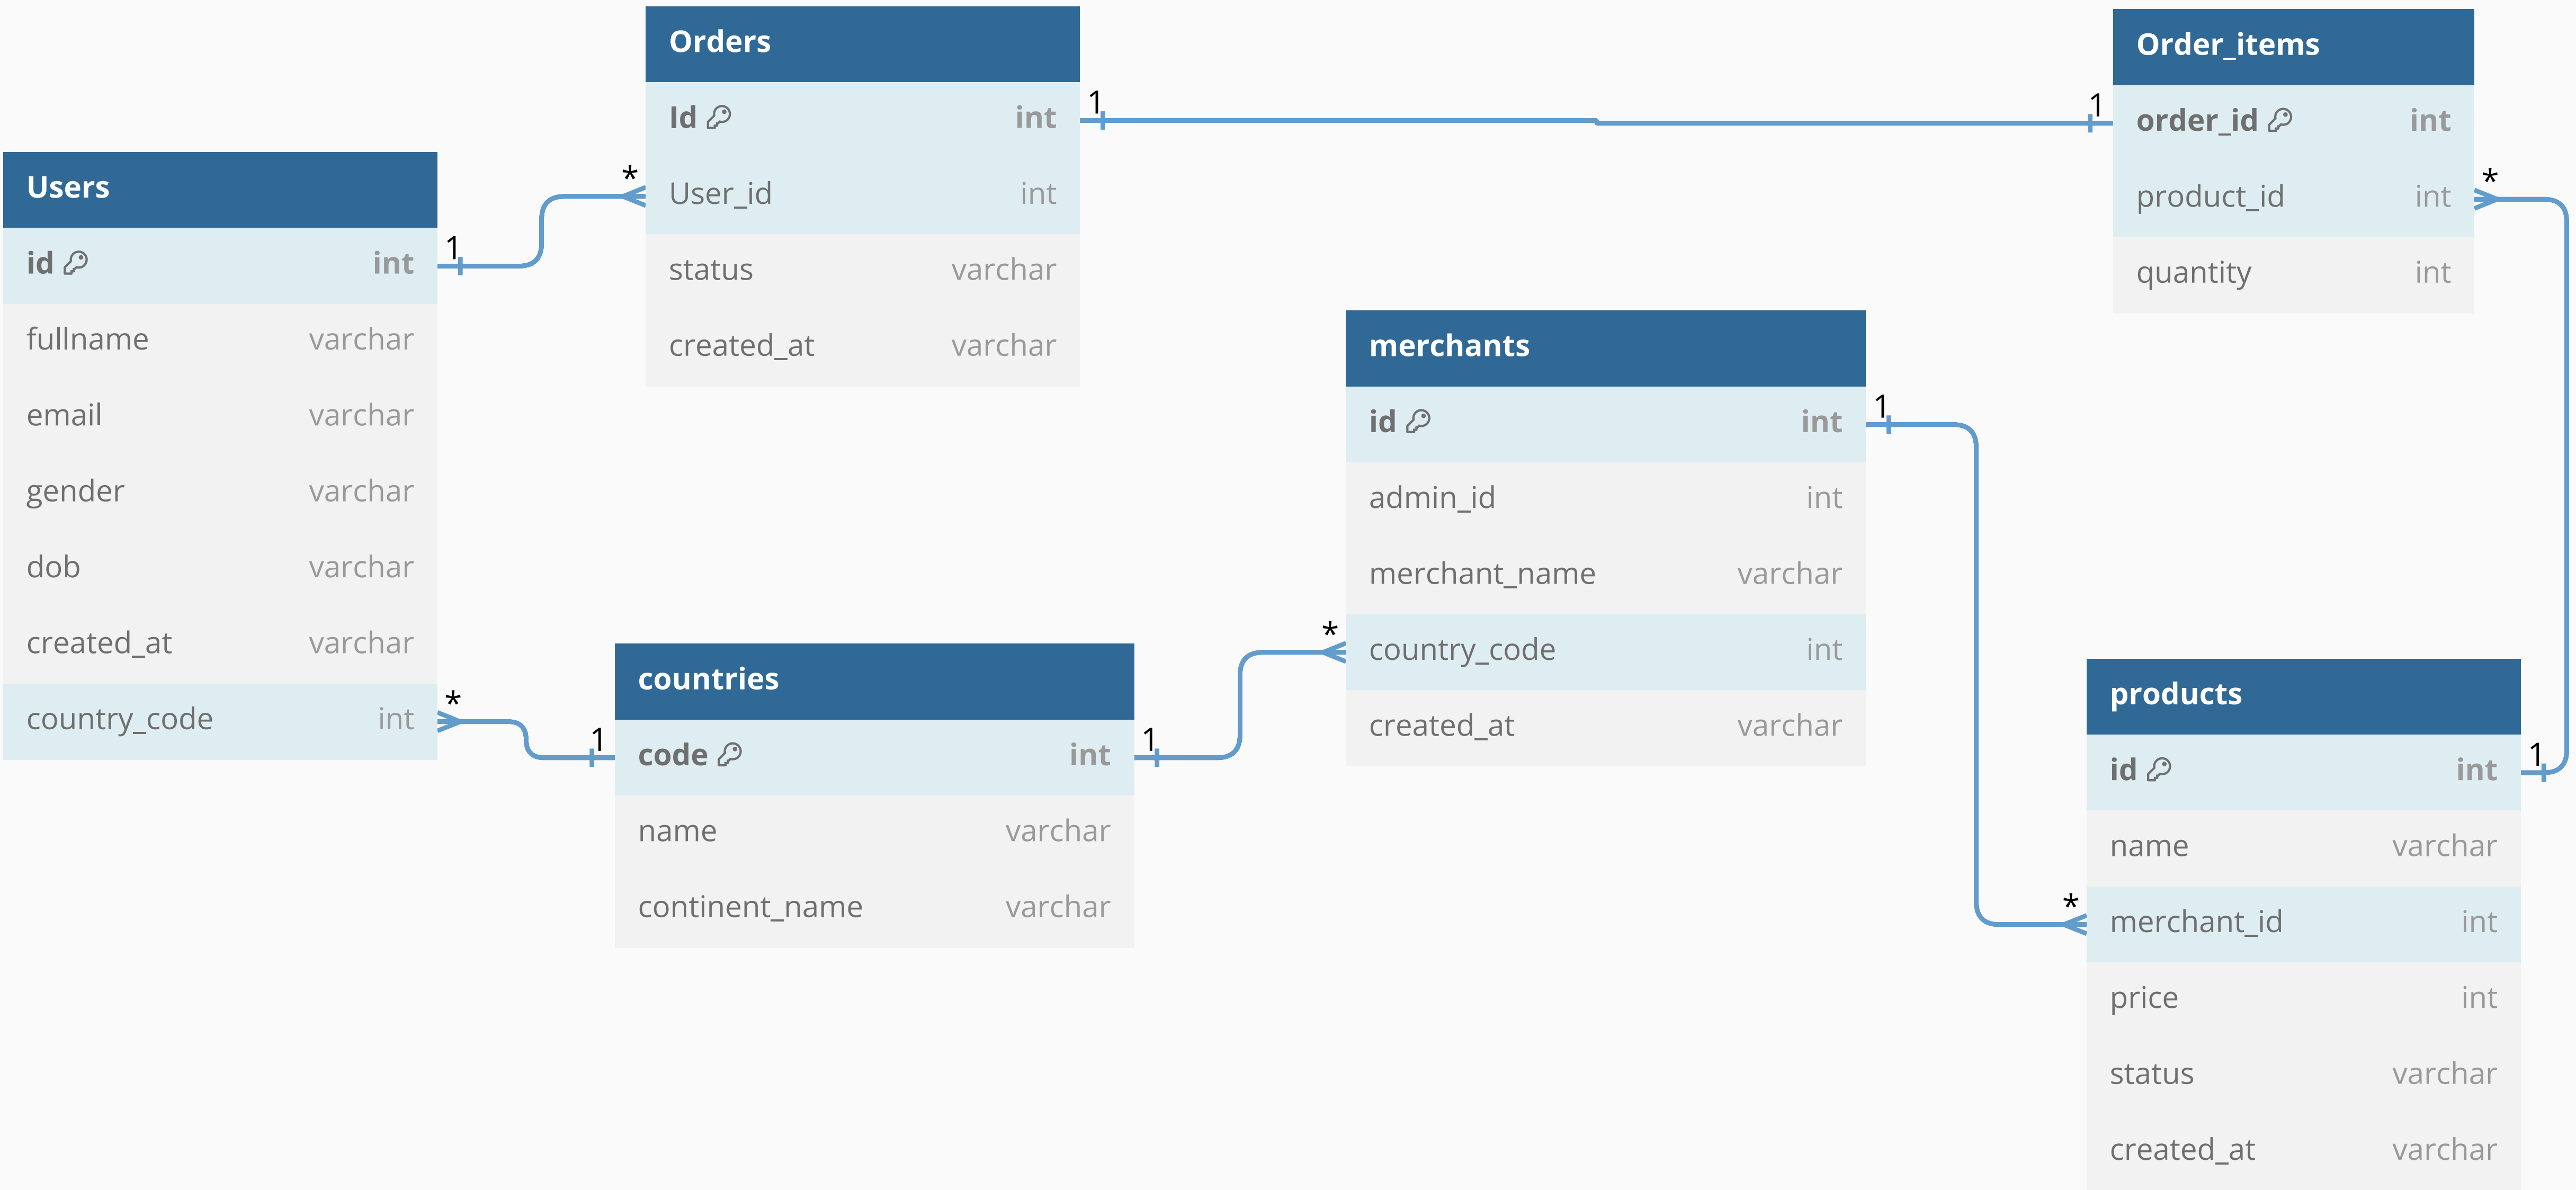 Orders
Id int
User_id int
status varchar
created_at varchar
1
*
Order_items
order_id int
product_id int
quantity int
1
*
Users
id int
fullname varchar
email varchar
gender varchar
dob varchar
created_at varchar
country_code int
1
*
merchants
id int
admin_id int
merchant_name varchar
country_code int
created_at varchar
1
*
countries
code int
name varchar
continent_name varchar
1
1
products
id int
name varchar
merchant_id int
price int
status varchar
created_at varchar
1
*